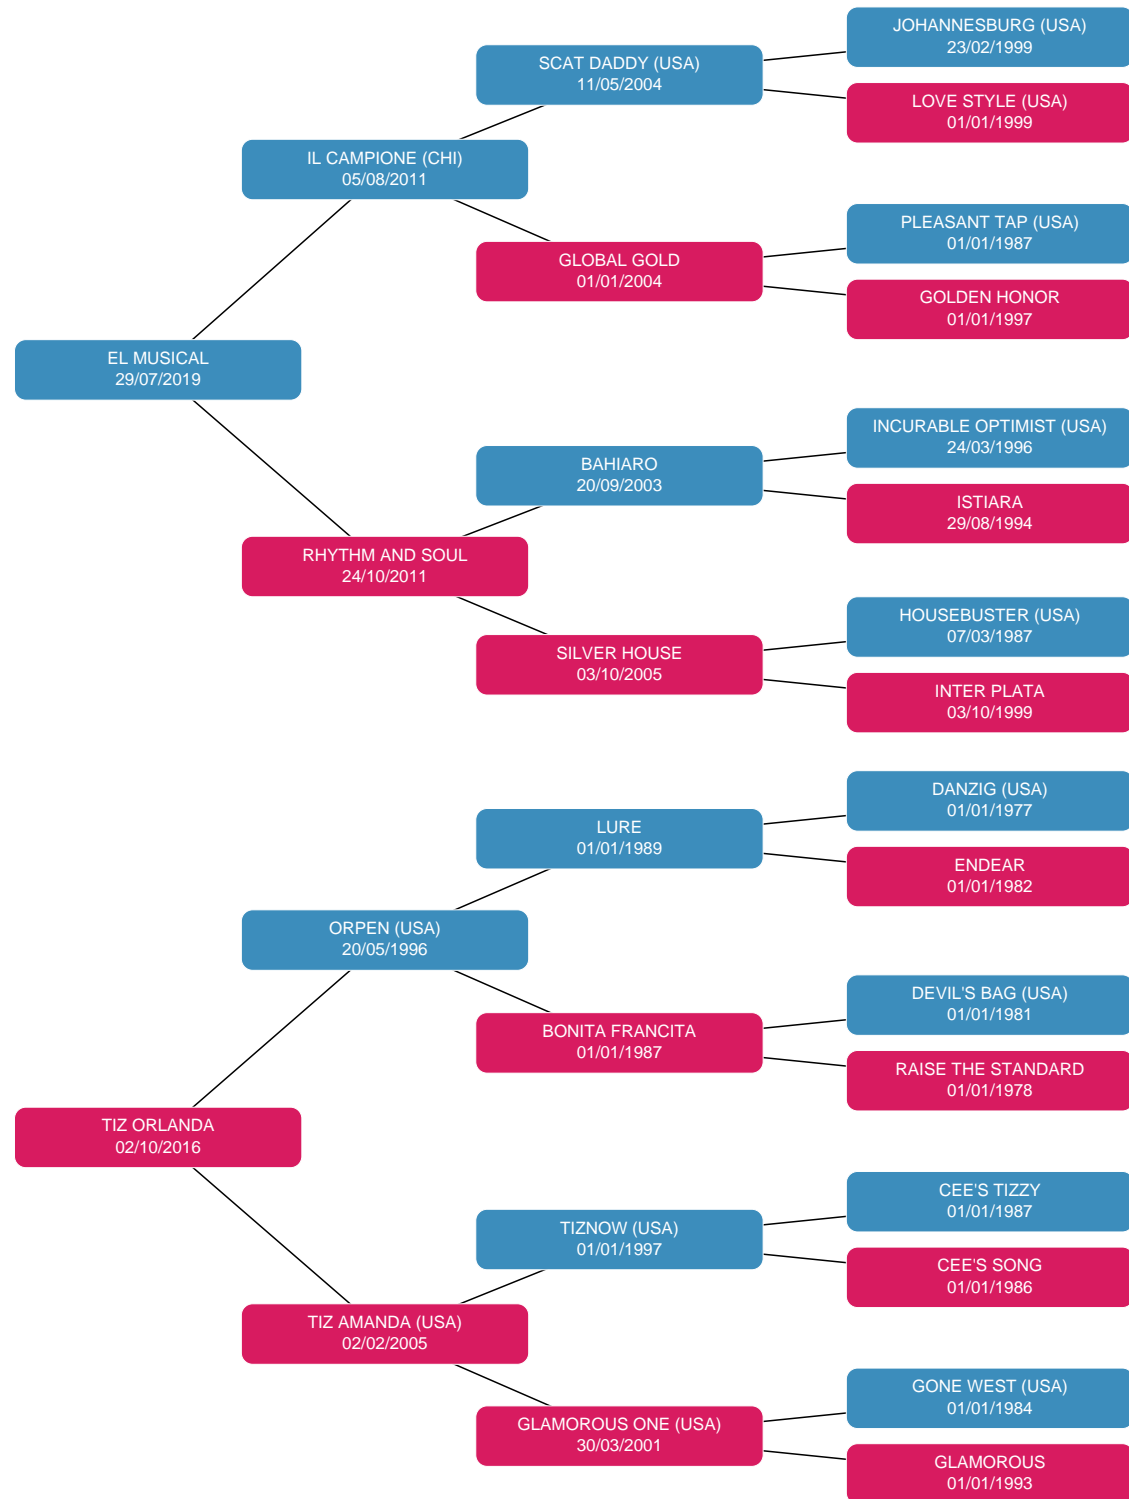 JOHANNESBURG (USA)
23/02/1999
SCAT DADDY (USA)
11/05/2004
LOVE STYLE (USA)
01/01/1999
IL CAMPIONE (CHI)
05/08/2011
PLEASANT TAP (USA)
01/01/1987
GLOBAL GOLD
01/01/2004
GOLDEN HONOR
01/01/1997
EL MUSICAL
29/07/2019
INCURABLE OPTIMIST (USA)
24/03/1996
BAHIARO
20/09/2003
ISTIARA
29/08/1994
RHYTHM AND SOUL
24/10/2011
HOUSEBUSTER (USA)
07/03/1987
SILVER HOUSE
03/10/2005
INTER PLATA
03/10/1999
DANZIG (USA)
01/01/1977
LURE
01/01/1989
ENDEAR
01/01/1982
ORPEN (USA)
20/05/1996
DEVIL'S BAG (USA)
01/01/1981
BONITA FRANCITA
01/01/1987
RAISE THE STANDARD
01/01/1978
TIZ ORLANDA
02/10/2016
CEE'S TIZZY
01/01/1987
TIZNOW (USA)
01/01/1997
CEE'S SONG
01/01/1986
TIZ AMANDA (USA)
02/02/2005
GONE WEST (USA)
01/01/1984
GLAMOROUS ONE (USA)
30/03/2001
GLAMOROUS
01/01/1993